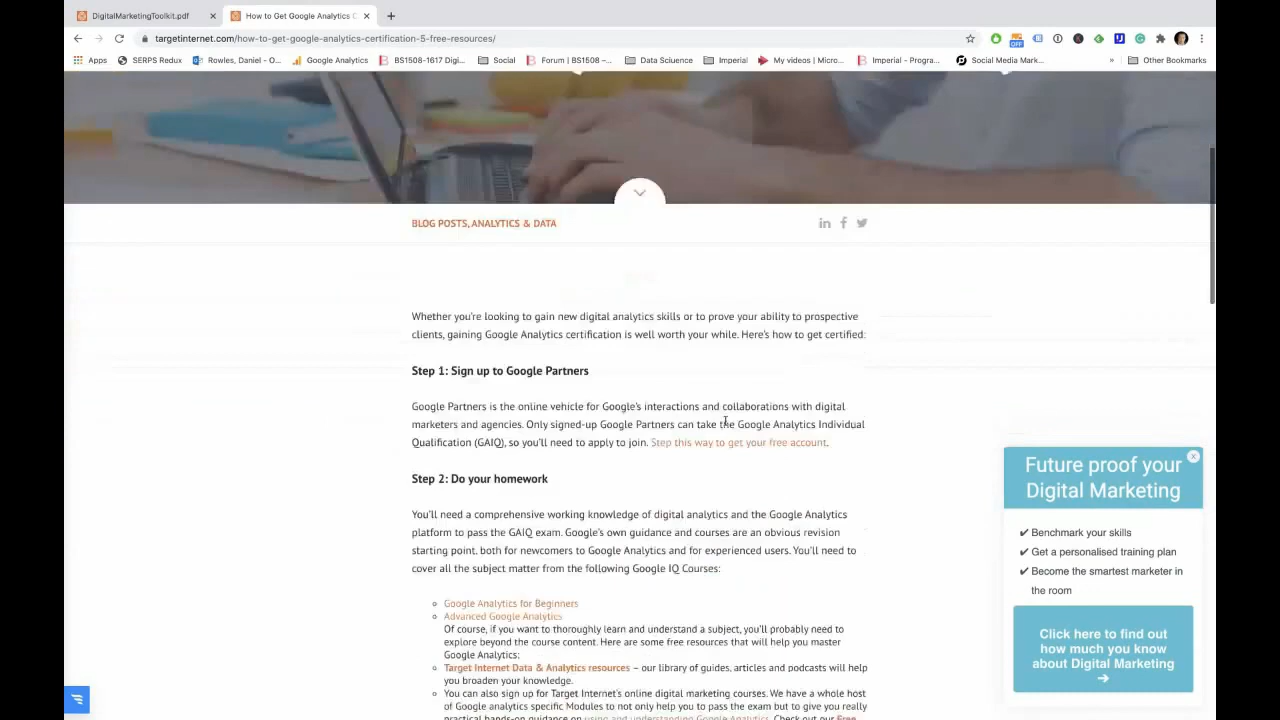 DigitalMarketingToolkit.pdf
How to Get Google Analytics C
targetinternet.com/how-to-get-google-analytics-certification-5-free-resources/
OFF
Apps
SERPS Redux
Rowles, Daniel - O...
Google Analytics
BS1508-1617 Digi...
Social
Forum | BS1508 –...
Data Sciuence
Imperial
My videos | Micro...
Imperial - Progra...
Social Media Mark...
»
Other Bookmarks
BLOG POSTS, ANALYTICS & DATA
Whether you're looking to gain new digital analytics skills or to prove your ability to prospective
clients, gaining Google Analytics certification is well worth your while. Here's how to get certified:
Step 1: Sign up to Google Partners
Google Partners is the online vehicle for Google's interactions and collaborations with digital
marketers and agencies. Only signed-up Google Partners can take the Google Analytics Individual
Qualification (GAIQ), so you'll need to apply to join. Step this way to get your free account.
Step 2: Do your homework
You'll need a comprehensive working knowledge of digital analytics and the Google Analytics
platform to pass the GAIQ exam. Google's own guidance and courses are an obvious revision
starting point, both for newcomers to Google Analytics and for experienced users. You'll need to
cover all the subject matter from the following Google IQ Courses:
Google Analytics for Beginners
Advanced Google Analytics
Of course, if you want to thoroughly learn and understand a subject, you'll probably need to
explore beyond the course content. Here are some free resources that will help you master
Google Analytics:
Target Internet Data & Analytics resources – our library of guides, articles and podcasts will help
you broaden your knowledge.
You can also sign up for Target Internet's online digital marketing courses. We have a whole host
of Google analytics specific Modules to not only help you to pass the exam but to give you really
practical hands-on guidance on using and understanding Google Analytics. Check out our Free
Future proof your
Digital Marketing
✔ Benchmark your skills
✔ Get a personalised training plan
✔ Become the smartest marketer in
the room
Click here to find out
how much you know
about Digital Marketing
➔